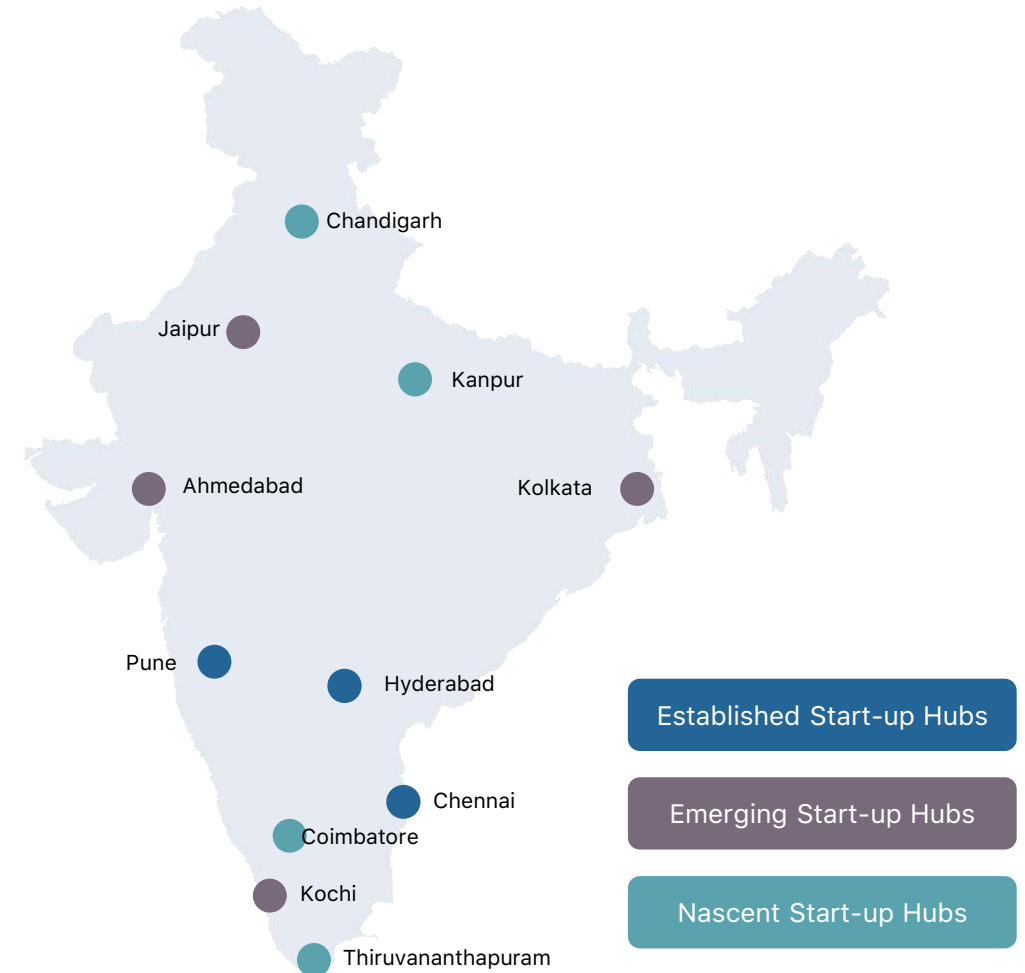 Chandigarh
Jaipur
Kanpur
Ahmedabad
Kolkata
Pune
Hyderabad
Chennai
Coimbatore
Kochi
Thiruvananthapuram
Established Start-up Hubs
Emerging Start-up Hubs
Nascent Start-up Hubs